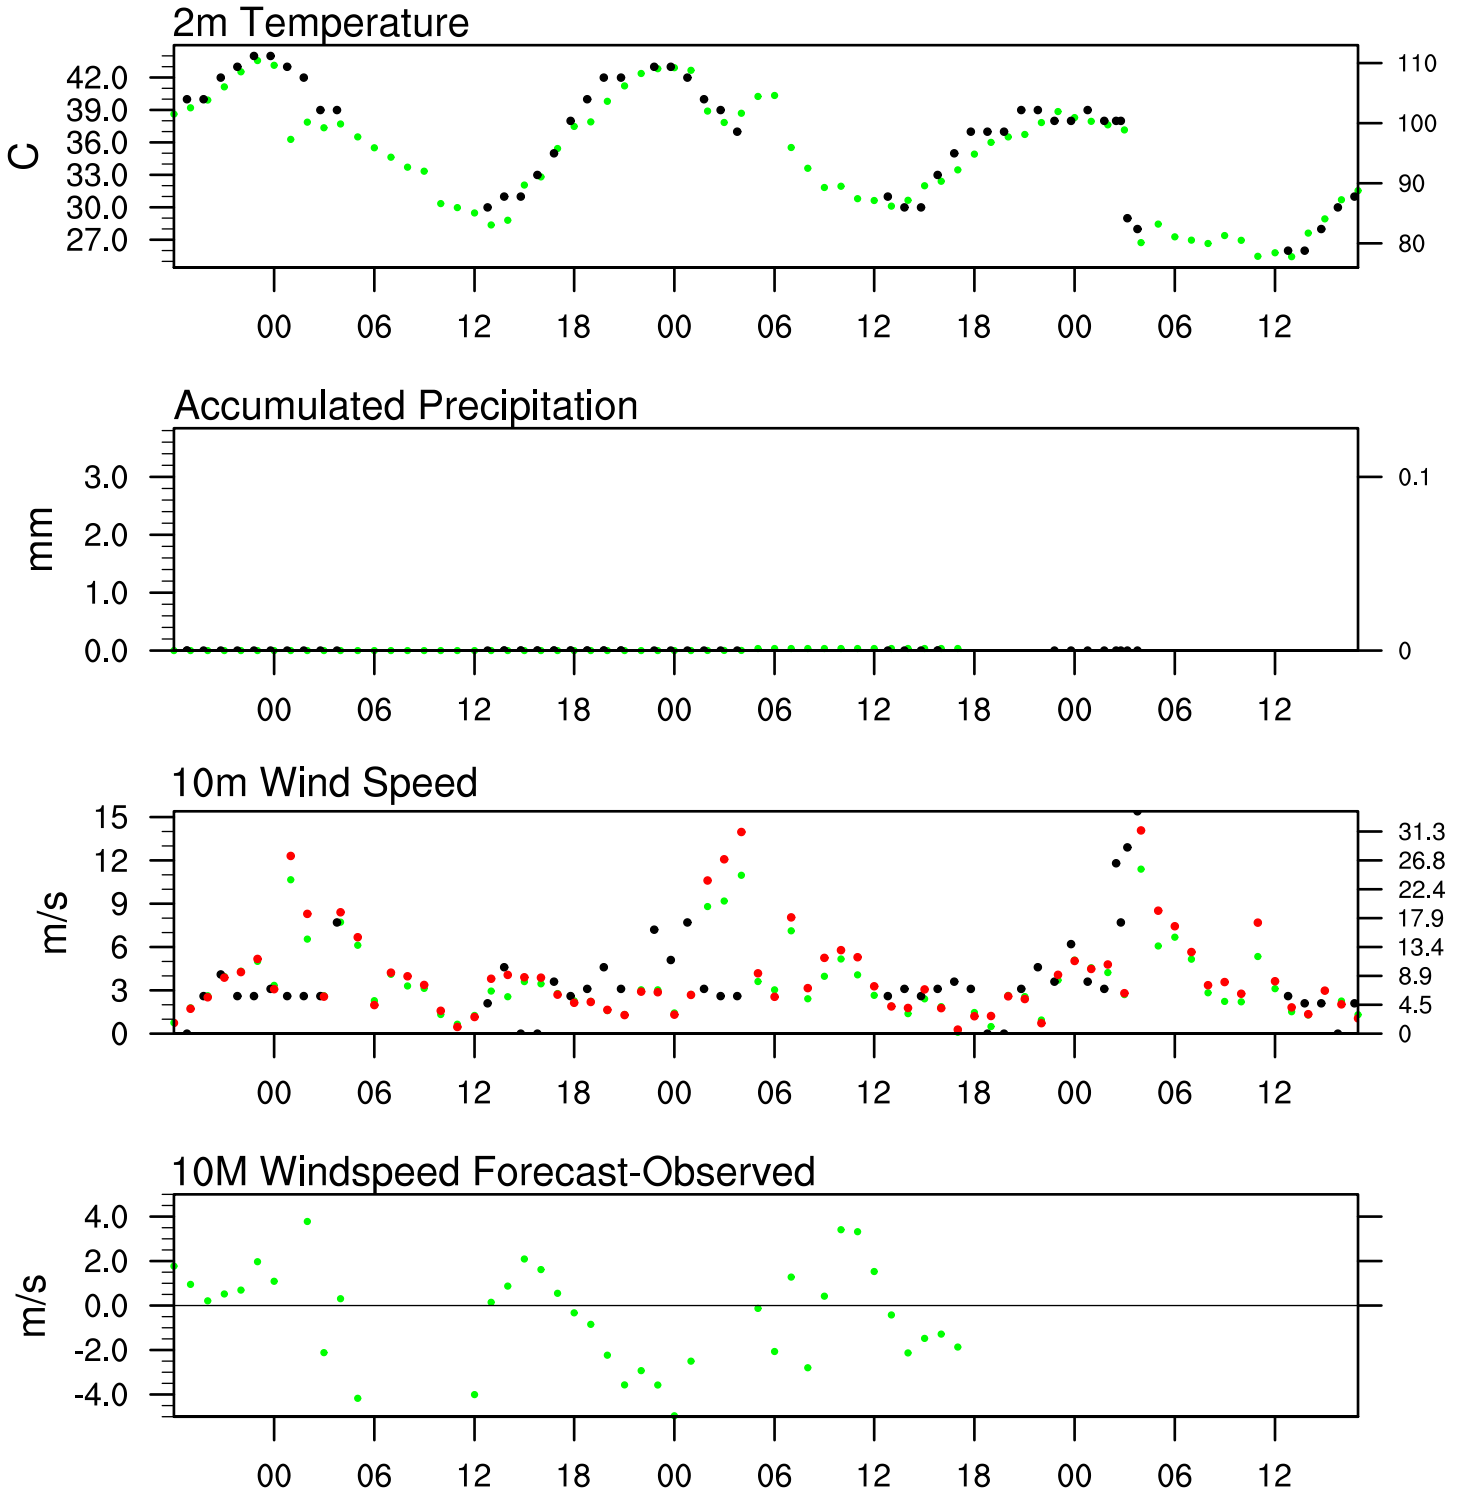 2m Temperature
42.0
39.0
36.0
33.0
30.0
27.0
C
110
100
90
80
00 06 12 18 00 06 12 18 00 06 12
Accumulated Precipitation
3.0
2.0
1.0
0.0
mm
0.1
0
00 06 12 18 00 06 12 18 00 06 12
10m Wind Speed
15
12
9
6
3
0
m/s
31.3
26.8
22.4
17.9
13.4
8.9
4.5
0
00 06 12 18 00 06 12 18 00 06 12
10M Windspeed Forecast-Observed
4.0
2.0
0.0
-2.0
-4.0
m/s
00 06 12 18 00 06 12 18 00 06 12